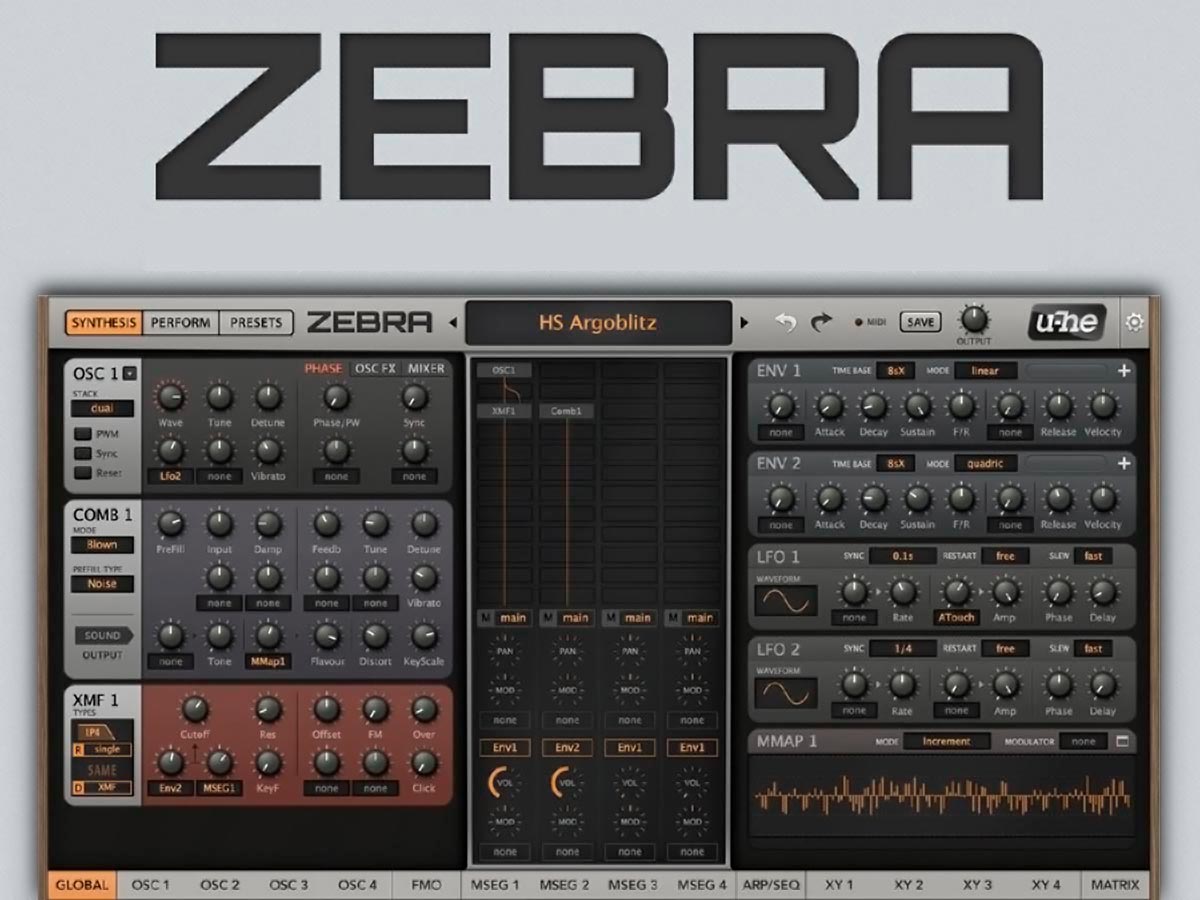 ZEBRA
SYNTHESIS PERFORM PRESETS ZEBRA HS Argoblitz MIDI SAVE OUTPUT u-he
OSC 1 PHASE OSC FX MIXER
STACK
dual
PWM
Sync
Reset
Wave Tune Detune Phase/PW Sync
Lfo2 none Vibrato none none
COMB 1
MODE
Blown
PREFILL TYPE
Noise
SOUND
OUTPUT
PreFill Input Damp Feedb Tune Detune
none none none none Vibrato
none Tone MMap1 Flavour Distort KeyScale
XMF 1
TYPES
LP4
R single
SAME
D XMF
Cutoff Res Offset FM Over
Env2 MSEG1 KeyF none none Click
OSC1
XMF1 Comb1
M main M main M main M main
PAN PAN PAN PAN
MOD MOD MOD MOD
none none none none
Env1 Env2 Env1 Env1
VOL VOL VOL VOL
MOD MOD MOD MOD
none none none none
ENV 1 TIME BASE 8sX MODE linear +
none Attack Decay Sustain F/R none Release Velocity
ENV 2 TIME BASE 8sX MODE quadric +
none Attack Decay Sustain F/R none Release Velocity
LFO 1 SYNC 0.1s RESTART free SLEW fast
WAVEFORM
none Rate ATouch Amp Phase Delay
LFO 2 SYNC 1/4 RESTART free SLEW fast
WAVEFORM
none Rate none Amp Phase Delay
MMAP 1 MODE Increment MODULATOR none
GLOBAL OSC 1 OSC 2 OSC 3 OSC 4 FMO MSEG 1 MSEG 2 MSEG 3 MSEG 4 ARP/SEQ XY 1 XY 2 XY 3 XY 4 MATRIX